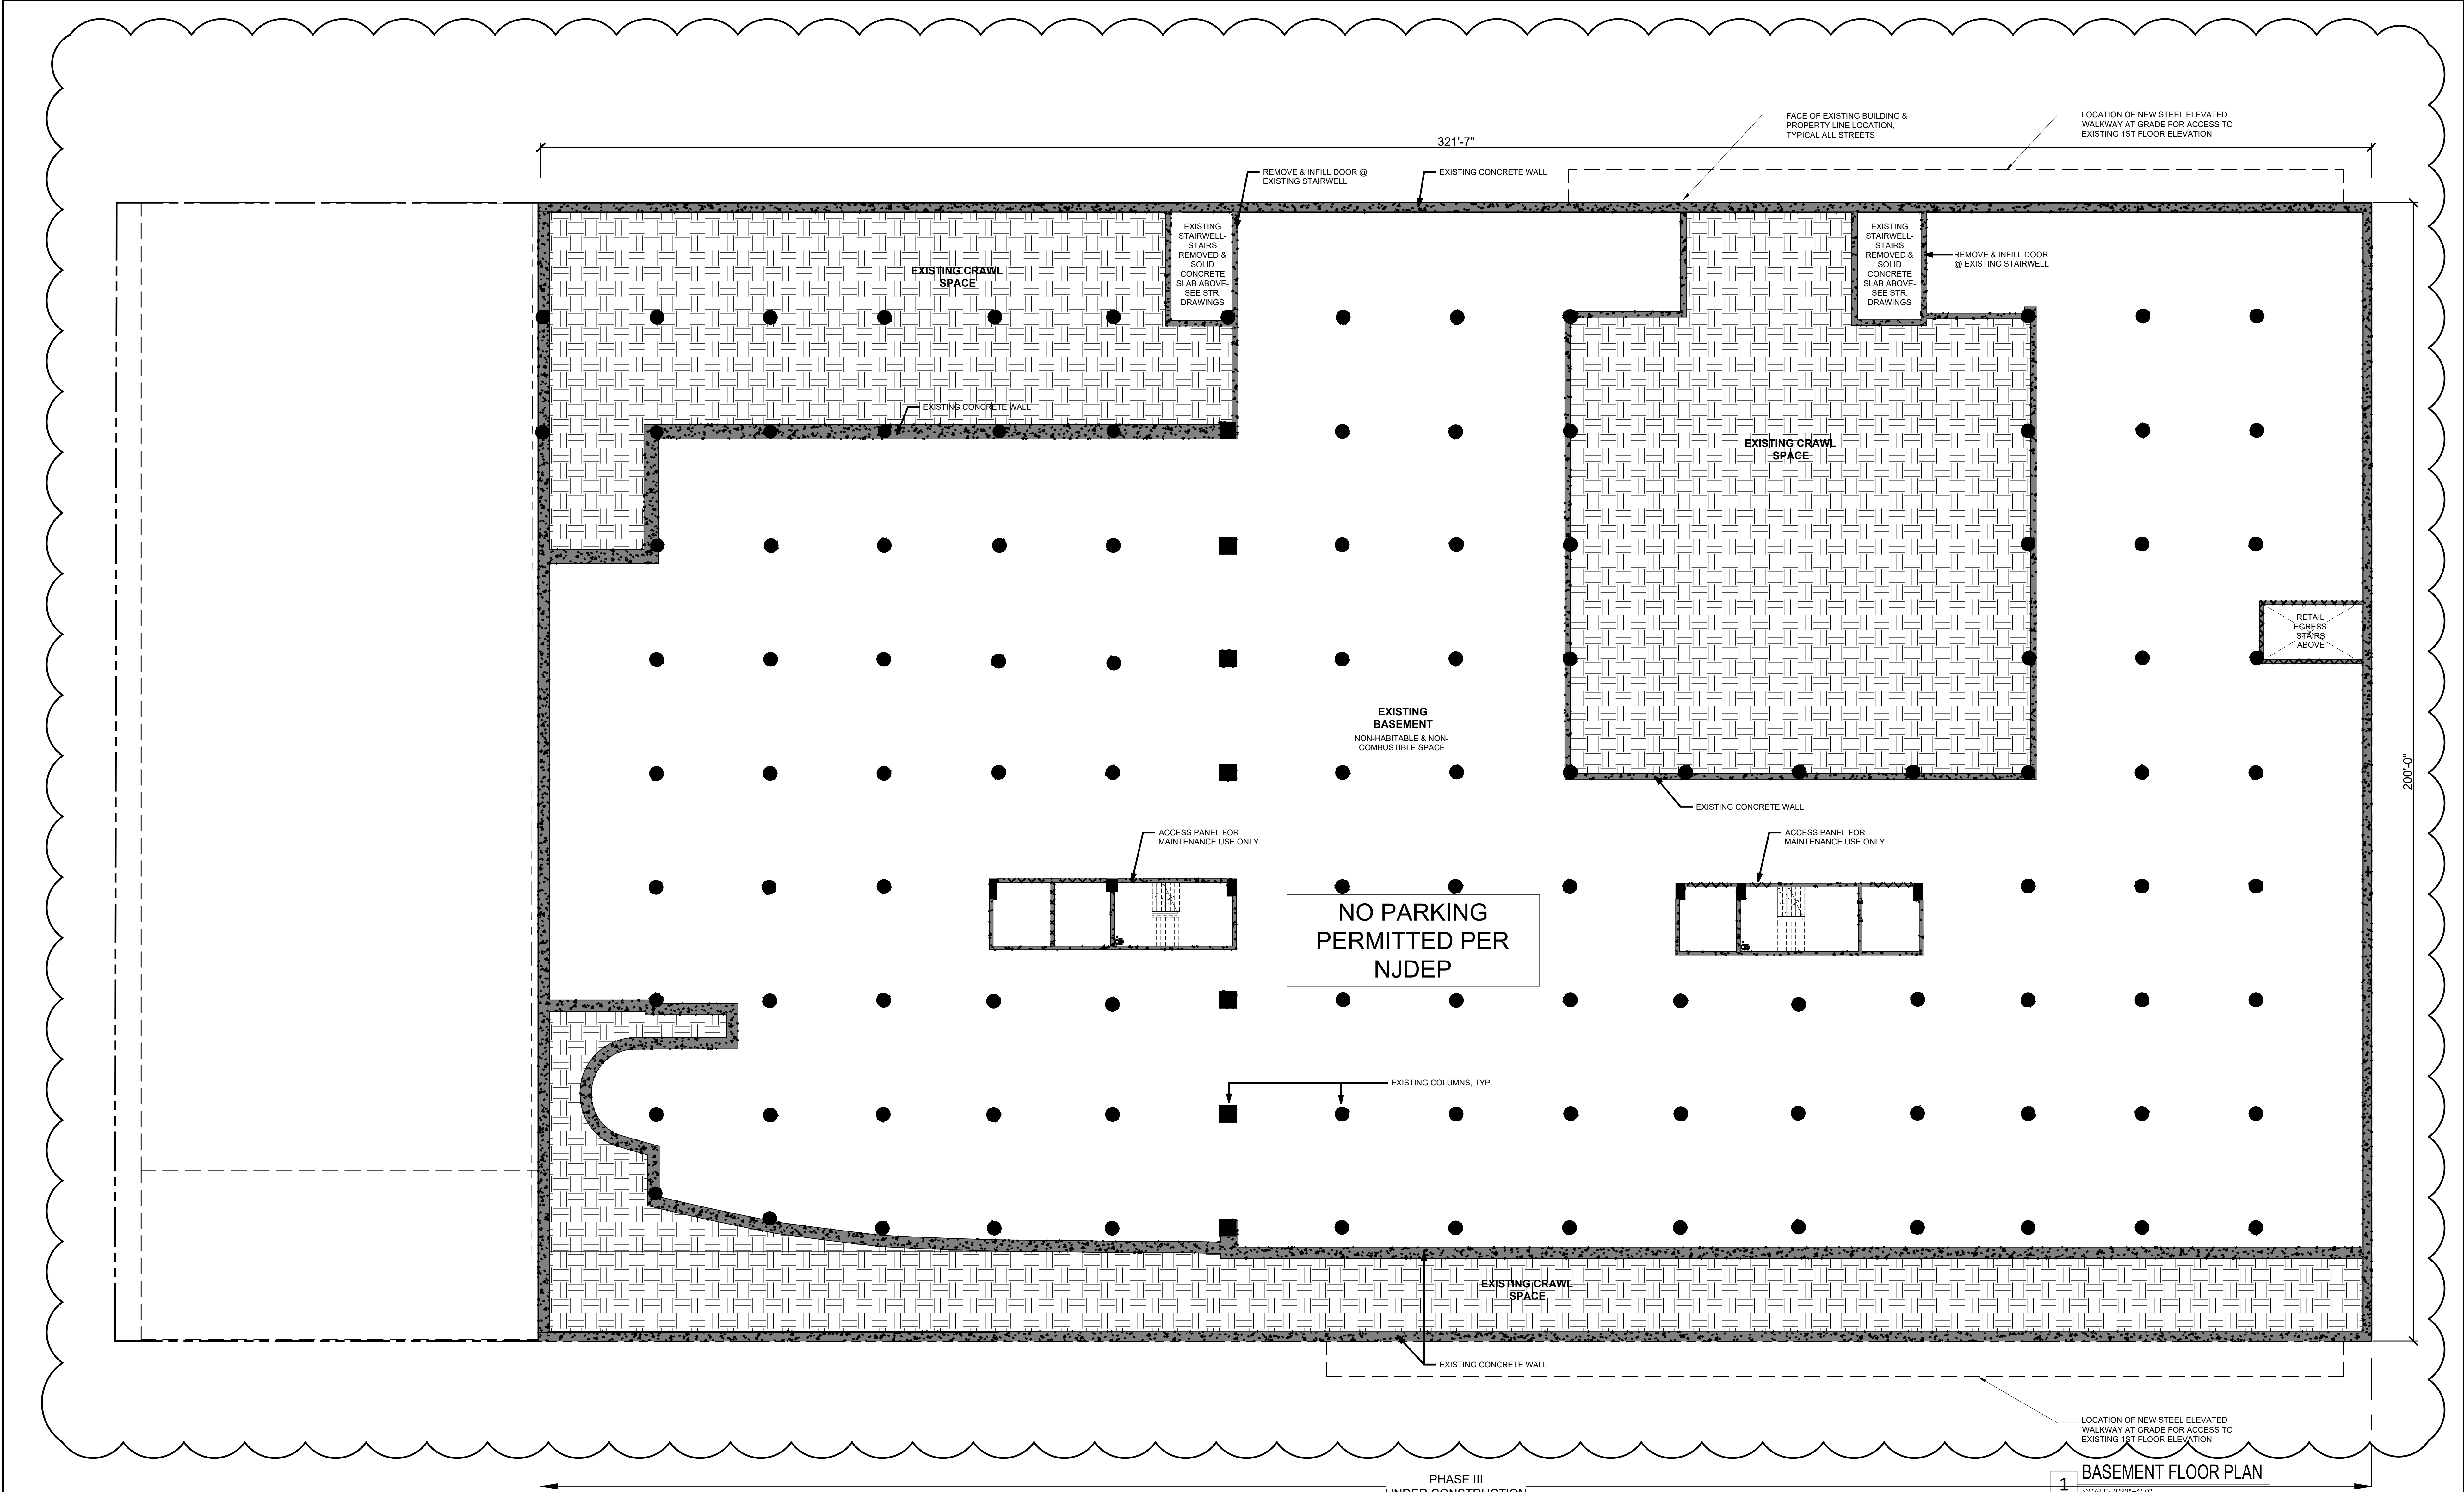 FACE OF EXISTING BUILDING &
PROPERTY LINE LOCATION,
TYPICAL ALL STREETS
LOCATION OF NEW STEEL ELEVATED
WALKWAY AT GRADE FOR ACCESS TO
EXISTING 1ST FLOOR ELEVATION
321'-7"
REMOVE & INFILL DOOR @
EXISTING STAIRWELL
EXISTING CONCRETE WALL
EXISTING
STAIRWELL-
STAIRS
REMOVED &
SOLID
CONCRETE
SLAB ABOVE-
SEE STR.
DRAWINGS
EXISTING
STAIRWELL-
STAIRS
REMOVED &
SOLID
CONCRETE
SLAB ABOVE-
SEE STR.
DRAWINGS
REMOVE & INFILL DOOR
@ EXISTING STAIRWELL
EXISTING CRAWL
SPACE
EXISTING CONCRETE WALL
EXISTING CRAWL
SPACE
RETAIL
EGRESS
STAIRS
ABOVE
EXISTING
BASEMENT
NON-HABITABLE & NON-
COMBUSTIBLE SPACE
200'-0"
EXISTING CONCRETE WALL
ACCESS PANEL FOR
MAINTENANCE USE ONLY
ACCESS PANEL FOR
MAINTENANCE USE ONLY
NO PARKING
PERMITTED PER
NJDEP
EXISTING COLUMNS, TYP.
EXISTING CRAWL
SPACE
EXISTING CONCRETE WALL
LOCATION OF NEW STEEL ELEVATED
WALKWAY AT GRADE FOR ACCESS TO
EXISTING 1ST FLOOR ELEVATION
PHASE III
UNDER CONSTRUCTION
1
BASEMENT FLOOR PLAN
SCALE: 3/32"=1'-0"